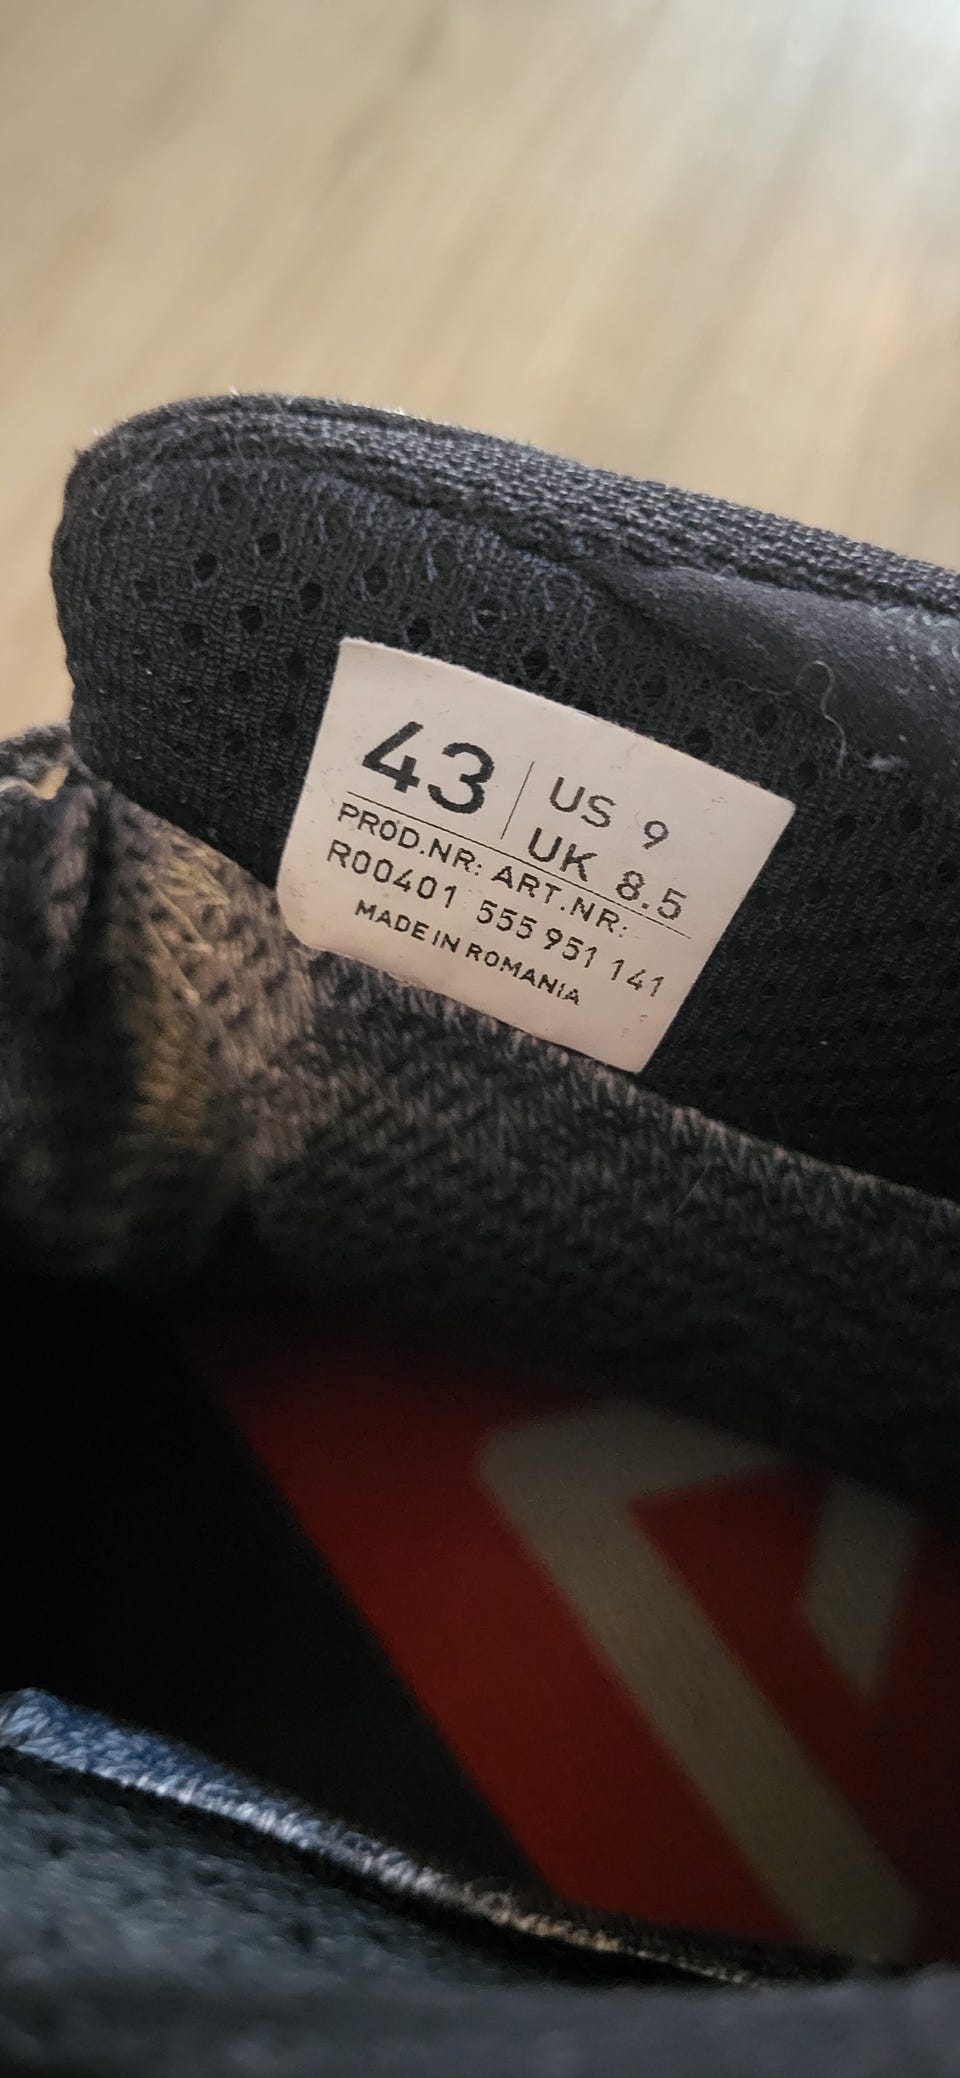 43 | US 9
UK 8.5
PROD.NR: ART.NR:
R00401 555 951 141
MADE IN ROMANIA